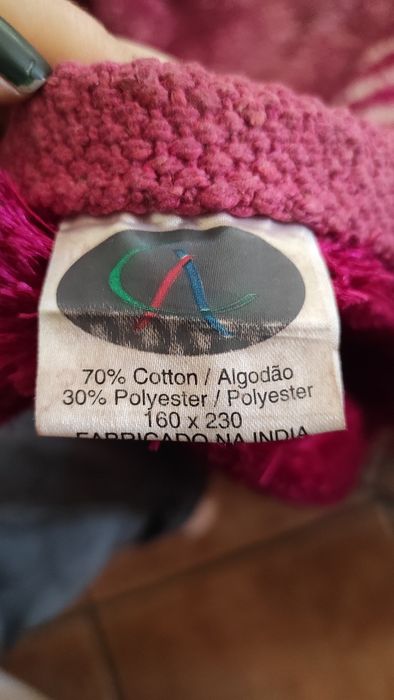 70% Cotton / Algodão
30% Polyester / Polyester
160 x 230
FABRICADO NA INDIA